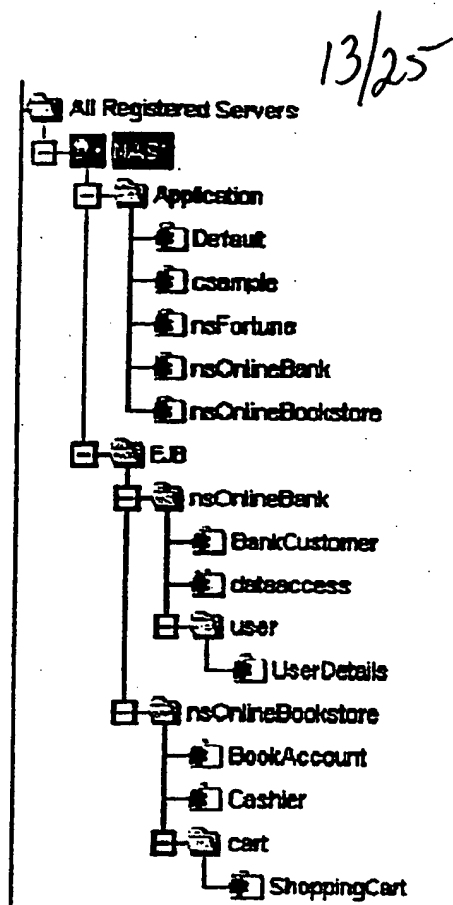 13/25
All Registered Servers
NAS
Application
Default
csample
nsFortune
nsOnlineBank
nsOnlineBookstore
EJB
nsOnlineBank
BankCustomer
dataaccess
user
UserDetails
nsOnlineBookstore
BookAccount
Cashier
cart
ShoppingCart